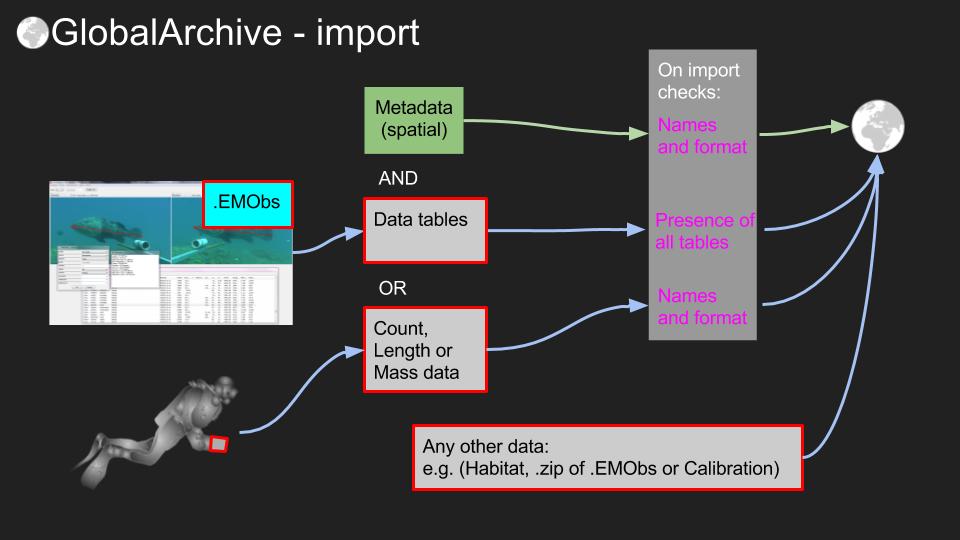 GlobalArchive - import
On import
checks:
Metadata
(spatial)
Names
and format
AND
.EMObs
Data tables
Presence of
all tables
OR
Names
and format
Count,
Length or
Mass data
Any other data:
e.g. (Habitat, .zip of .EMObs or Calibration)